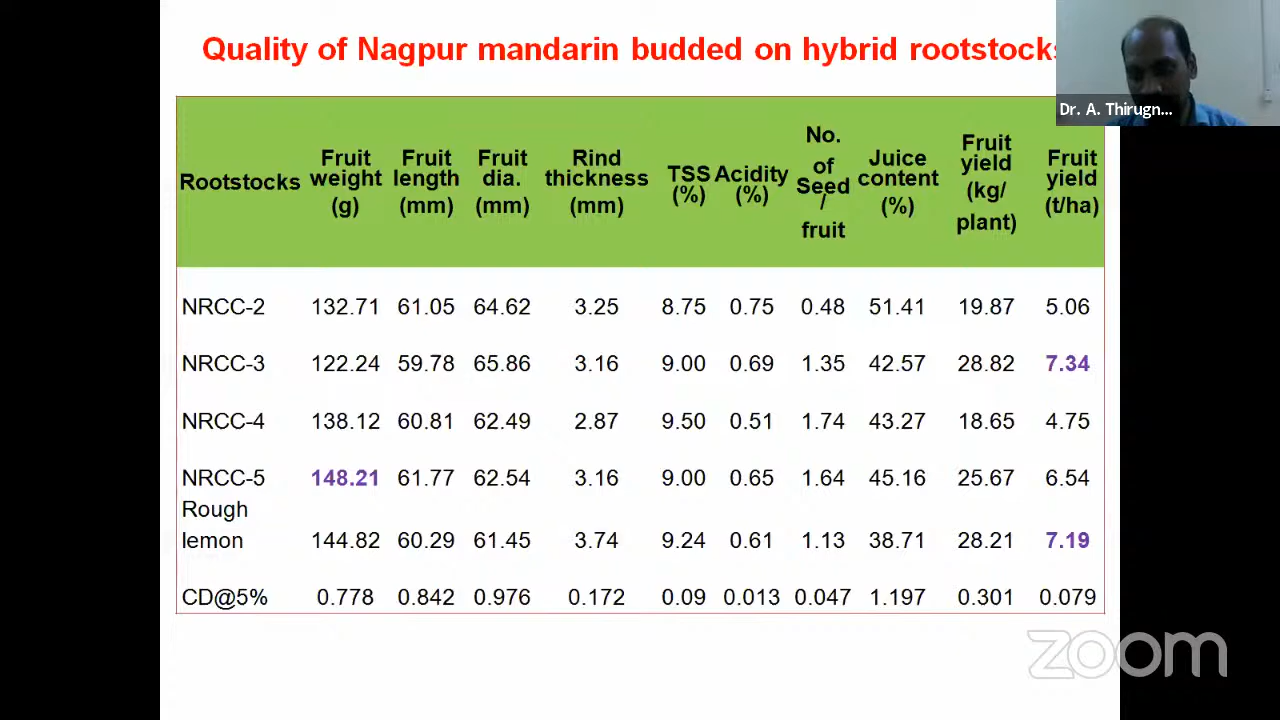 Quality of Nagpur mandarin budded on hybrid rootstocks
Dr. A. Thirugn...
Rootstocks Fruit weight (g) Fruit length (mm) Fruit dia. (mm) Rind thickness (mm) TSS (%) Acidity (%) No. of Seed / fruit Juice content (%) Fruit yield (kg/ plant) Fruit yield (t/ha)
NRCC-2 132.71 61.05 64.62 3.25 8.75 0.75 0.48 51.41 19.87 5.06
NRCC-3 122.24 59.78 65.86 3.16 9.00 0.69 1.35 42.57 28.82 7.34
NRCC-4 138.12 60.81 62.49 2.87 9.50 0.51 1.74 43.27 18.65 4.75
NRCC-5 148.21 61.77 62.54 3.16 9.00 0.65 1.64 45.16 25.67 6.54
Rough
lemon 144.82 60.29 61.45 3.74 9.24 0.61 1.13 38.71 28.21 7.19
CD@5% 0.778 0.842 0.976 0.172 0.09 0.013 0.047 1.197 0.301 0.079
zoom